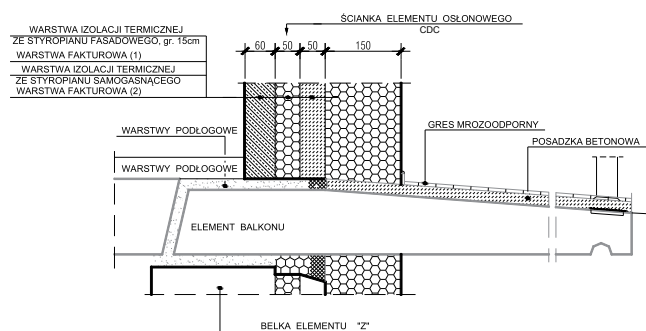 ŚCIANKA ELEMENTU OSŁONOWEGO
CDC
WARSTWA IZOLACJI TERMICZNEJ
ZE STYROPIANU FASADOWEGO, gr. 15cm
WARSTWA FAKTUROWA (1)
WARSTWA IZOLACJI TERMICZNEJ
ZE STYROPIANU SAMOGASNĄCEGO
WARSTWA FAKTUROWA (2)
60 50 50 150
WARSTWY PODŁOGOWE
GRES MROZOODPORNY
POSADZKA BETONOWA
WARSTWY PODŁOGOWE
ELEMENT BALKONU
BELKA ELEMENTU "Z"